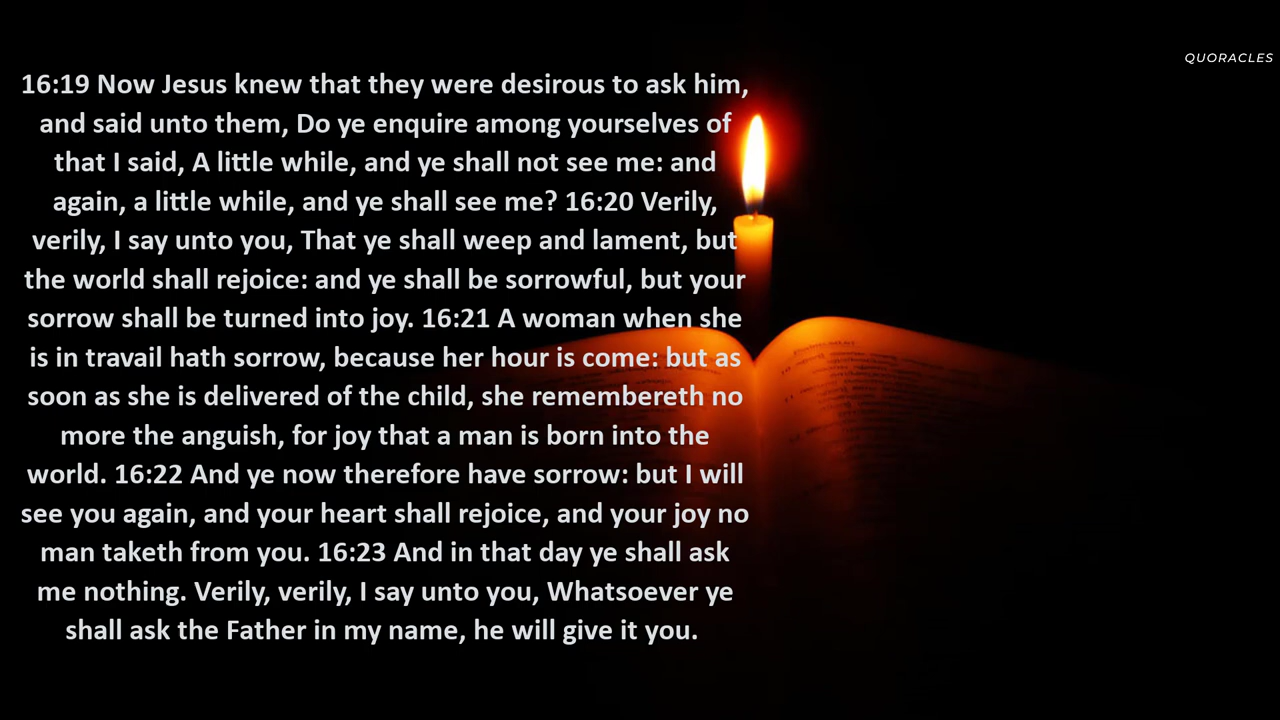 QUORACLES
16:19 Now Jesus knew that they were desirous to ask him,
and said unto them, Do ye enquire among yourselves of
that I said, A little while, and ye shall not see me: and
again, a little while, and ye shall see me? 16:20 Verily,
verily, I say unto you, That ye shall weep and lament, but
the world shall rejoice: and ye shall be sorrowful, but your
sorrow shall be turned into joy. 16:21 A woman when she
is in travail hath sorrow, because her hour is come: but as
soon as she is delivered of the child, she remembereth no
more the anguish, for joy that a man is born into the
world. 16:22 And ye now therefore have sorrow: but I will
see you again, and your heart shall rejoice, and your joy no
man taketh from you. 16:23 And in that day ye shall ask
me nothing. Verily, verily, I say unto you, Whatsoever ye
shall ask the Father in my name, he will give it you.